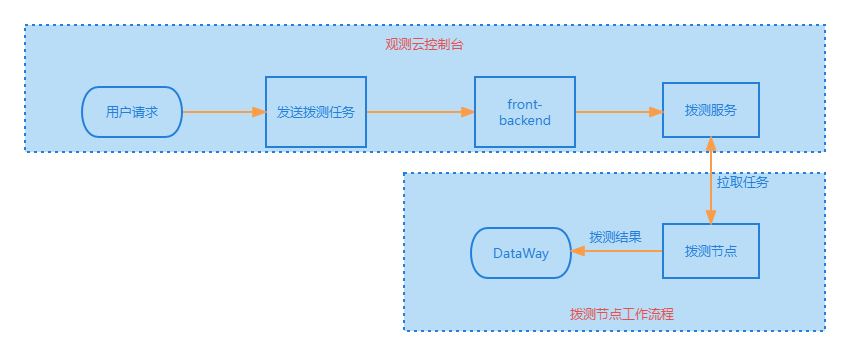 观测云控制台
用户请求
发送拨测任务
front-
backend
拨测服务
拉取任务
拨测节点
拨测结果
DataWay
拨测节点工作流程